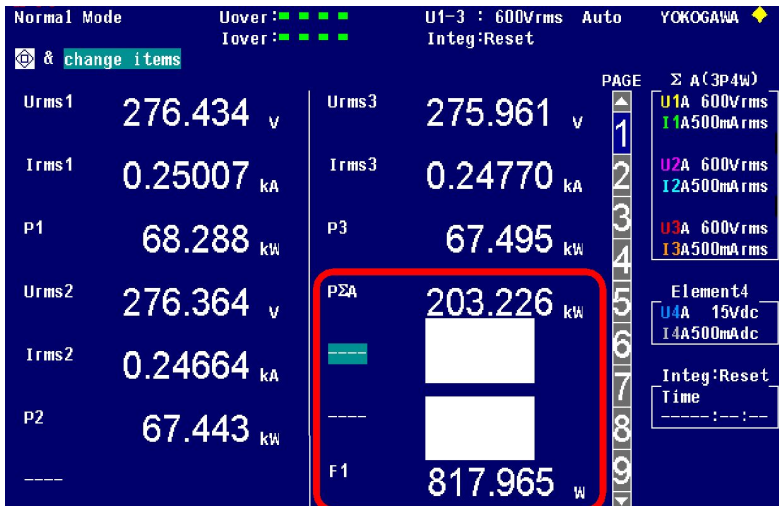 Normal Mode Uover: U1-3 : 600Vrms Auto YOKOGAWA
Iover: Integ:Reset
& change items
PAGE Σ A(3P4W)
Urms1 276.434 V
Urms3 275.961 V
Irms1 0.25007 kA
Irms3 0.24770 kA
P1 68.288 kW
P3 67.495 kW
Urms2 276.364 V
PΣA 203.226 kW
Irms2 0.24664 kA
----
P2 67.443 kW
----
----
F1 817.965 W
1
2
3
4
5
6
7
8
9
U1A 600Vrms
I1A500mArms
U2A 600Vrms
I2A500mArms
U3A 600Vrms
I3A500mArms
Element4
U4A 15Vdc
I4A500mAdc
Integ:Reset
Time
-----:--:--